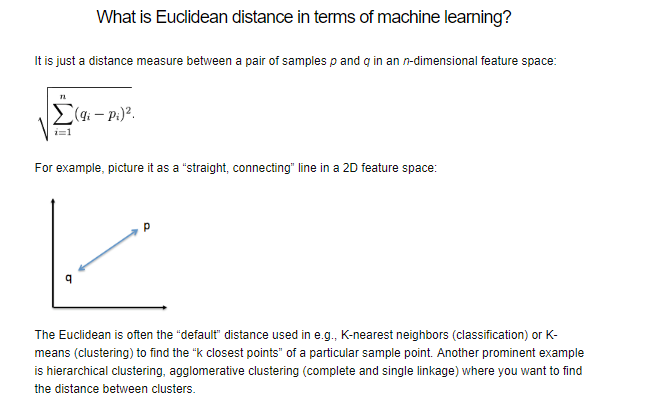 What is Euclidean distance in terms of machine learning?
It is just a distance measure between a pair of samples p and q in an n-dimensional feature space:
n
√∑(qᵢ − pᵢ)².
i=1
For example, picture it as a “straight, connecting” line in a 2D feature space:
p
q
The Euclidean is often the “default” distance used in e.g., K-nearest neighbors (classification) or K-
means (clustering) to find the “k closest points” of a particular sample point. Another prominent example
is hierarchical clustering, agglomerative clustering (complete and single linkage) where you want to find
the distance between clusters.